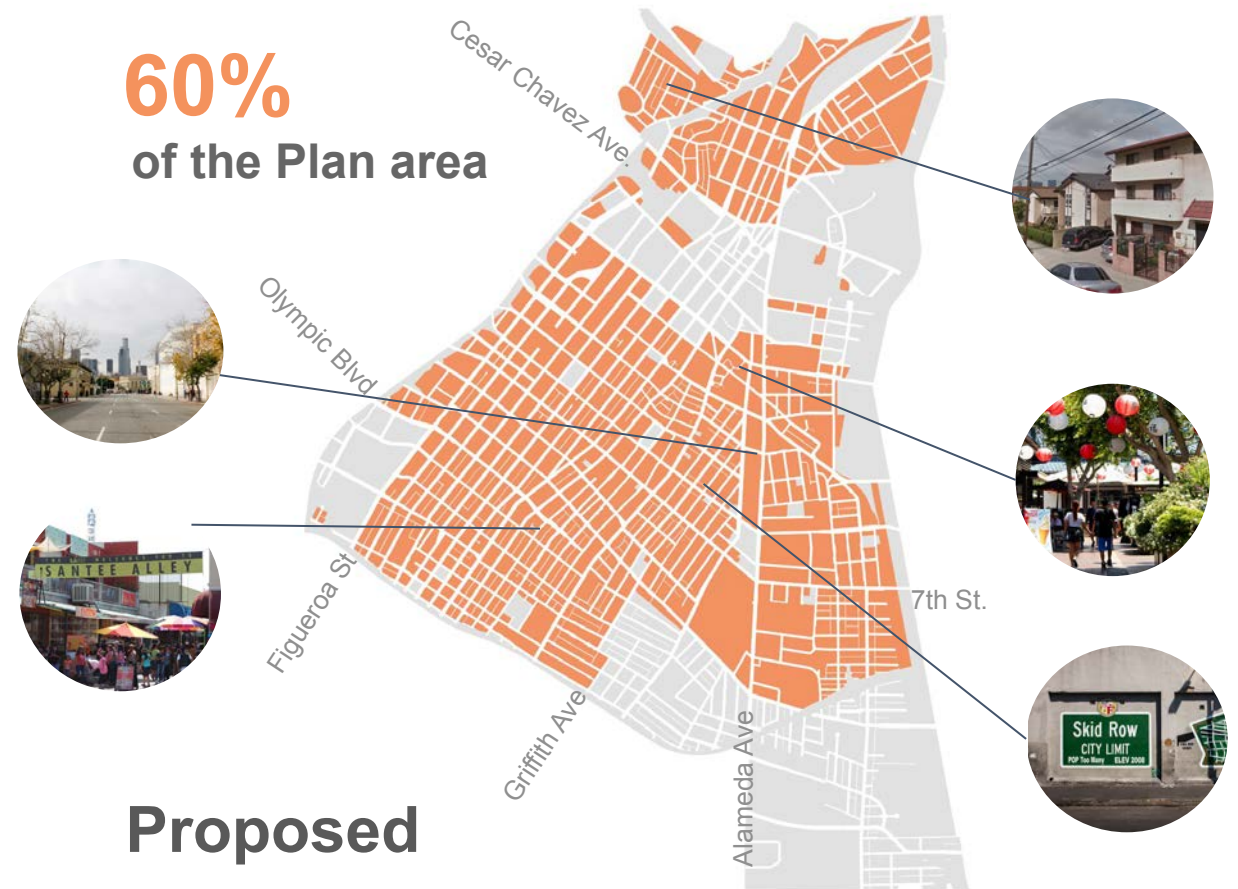 60%
of the Plan area
Cesar Chavez Ave.
Olympic Blvd
SANTEE ALLEY
Figueroa St
7th St.
Griffith Ave
Alameda Ave
Skid Row
CITY LIMIT
POP Too Many ELEV 2008
Proposed